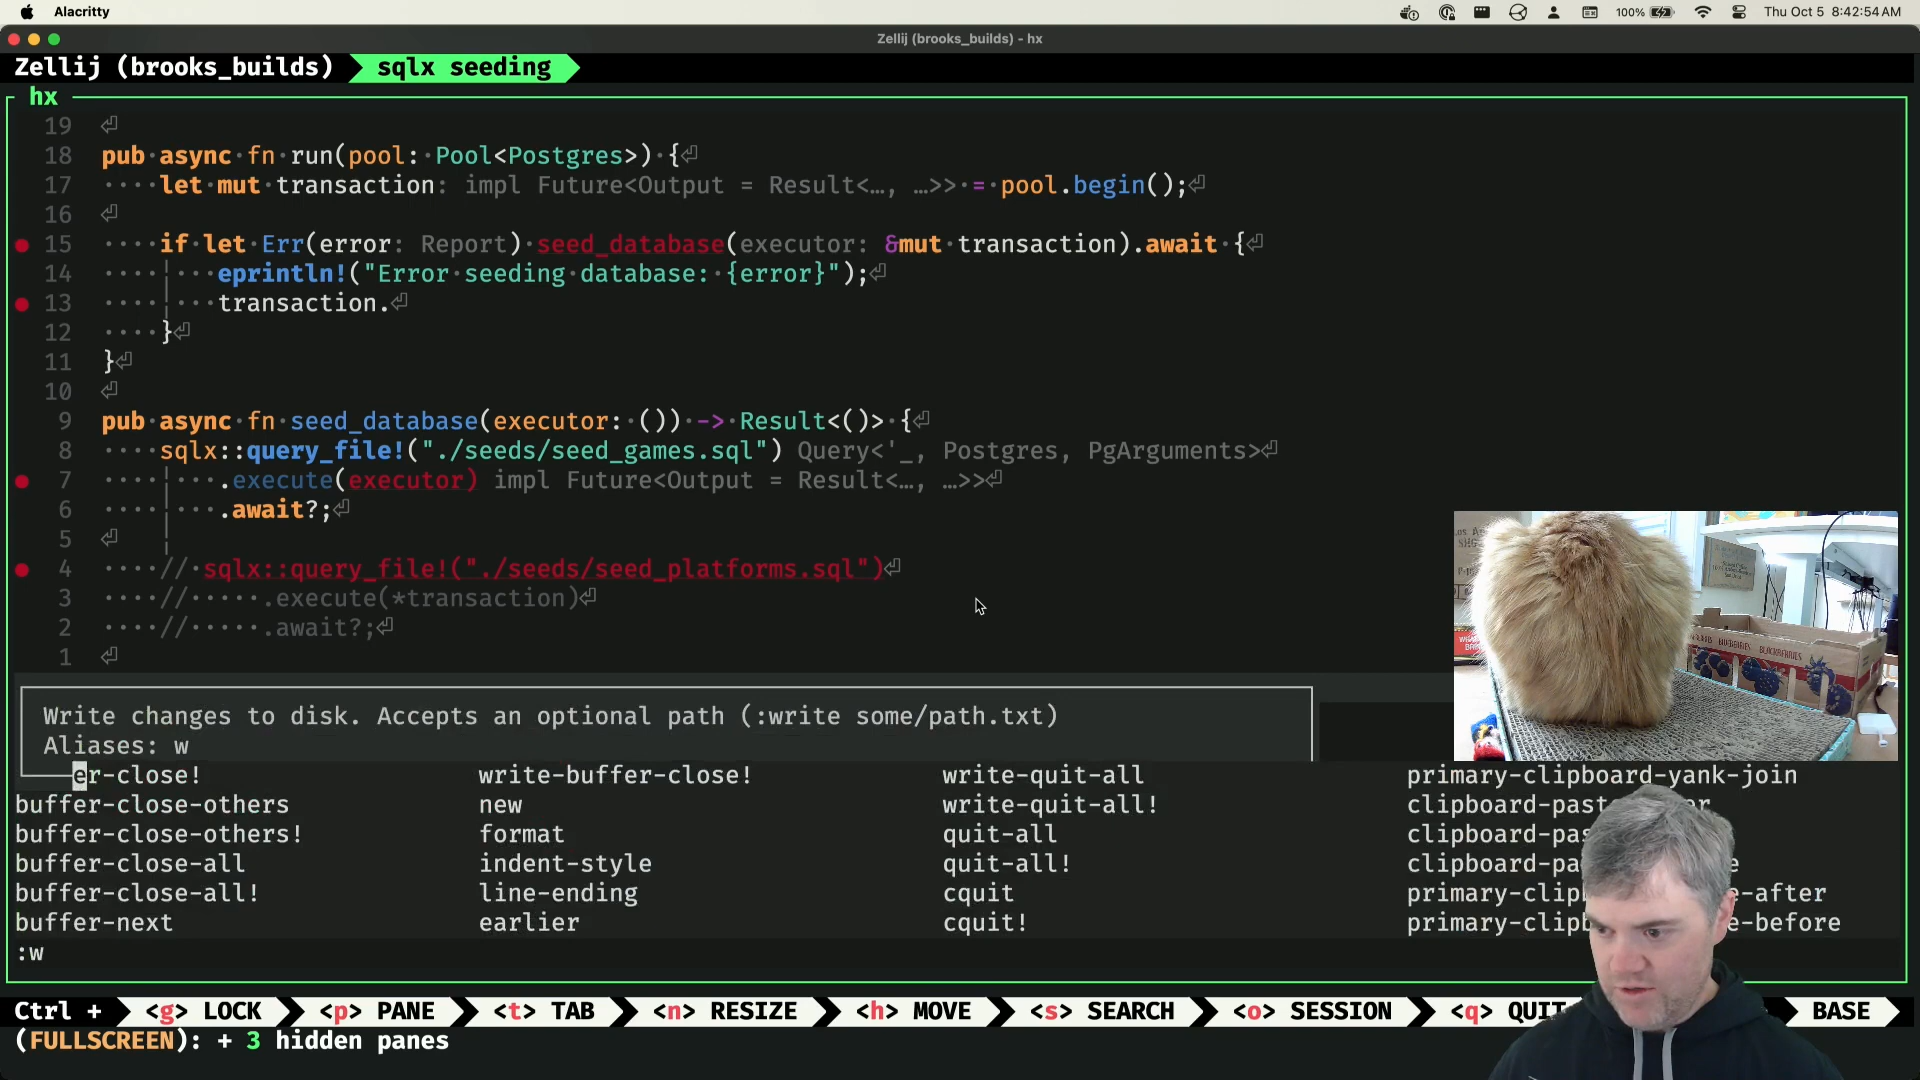 Alacritty
100%
Thu Oct 5 8:42:54 AM
Zellij (brooks_builds) - hx
Zellij (brooks_builds) sqlx seeding
hx
19 ⏎
18 pub·async·fn·run(pool:·Pool<Postgres>)·{⏎
17 ····let·mut·transaction: impl Future<Output = Result<…, …>>·=·pool.begin();⏎
16 ⏎
15 ····if·let·Err(error: Report)·seed_database(executor: &mut·transaction).await·{⏎
14 ········eprintln!("Error·seeding·database:·{error}");⏎
13 ········transaction.⏎
12 ····}⏎
11 }⏎
10 ⏎
9 pub·async·fn·seed_database(executor:·())·->·Result<()>·{⏎
8 ····sqlx::query_file!("./seeds/seed_games.sql") Query<'_, Postgres, PgArguments>⏎
7 ········.execute(executor) impl Future<Output = Result<…, …>>⏎
6 ········.await?;⏎
5 ⏎
4 ····//·sqlx::query_file!("./seeds/seed_platforms.sql")⏎
3 ····//·····.execute(*transaction)⏎
2 ····//·····.await?;⏎
1 ⏎
Write changes to disk. Accepts an optional path (:write some/path.txt)
Aliases: w
er-close! write-buffer-close! write-quit-all primary-clipboard-yank-join
buffer-close-others new write-quit-all!
buffer-close-others! format quit-all
buffer-close-all indent-style quit-all!
buffer-close-all! line-ending cquit
buffer-next earlier cquit!
:w
Ctrl + <g> LOCK <p> PANE <t> TAB <n> RESIZE <h> MOVE <s> SEARCH <o> SESSION <q> QUIT BASE
(FULLSCREEN): + 3 hidden panes
BLUEBERRIES BLACKBERRIES